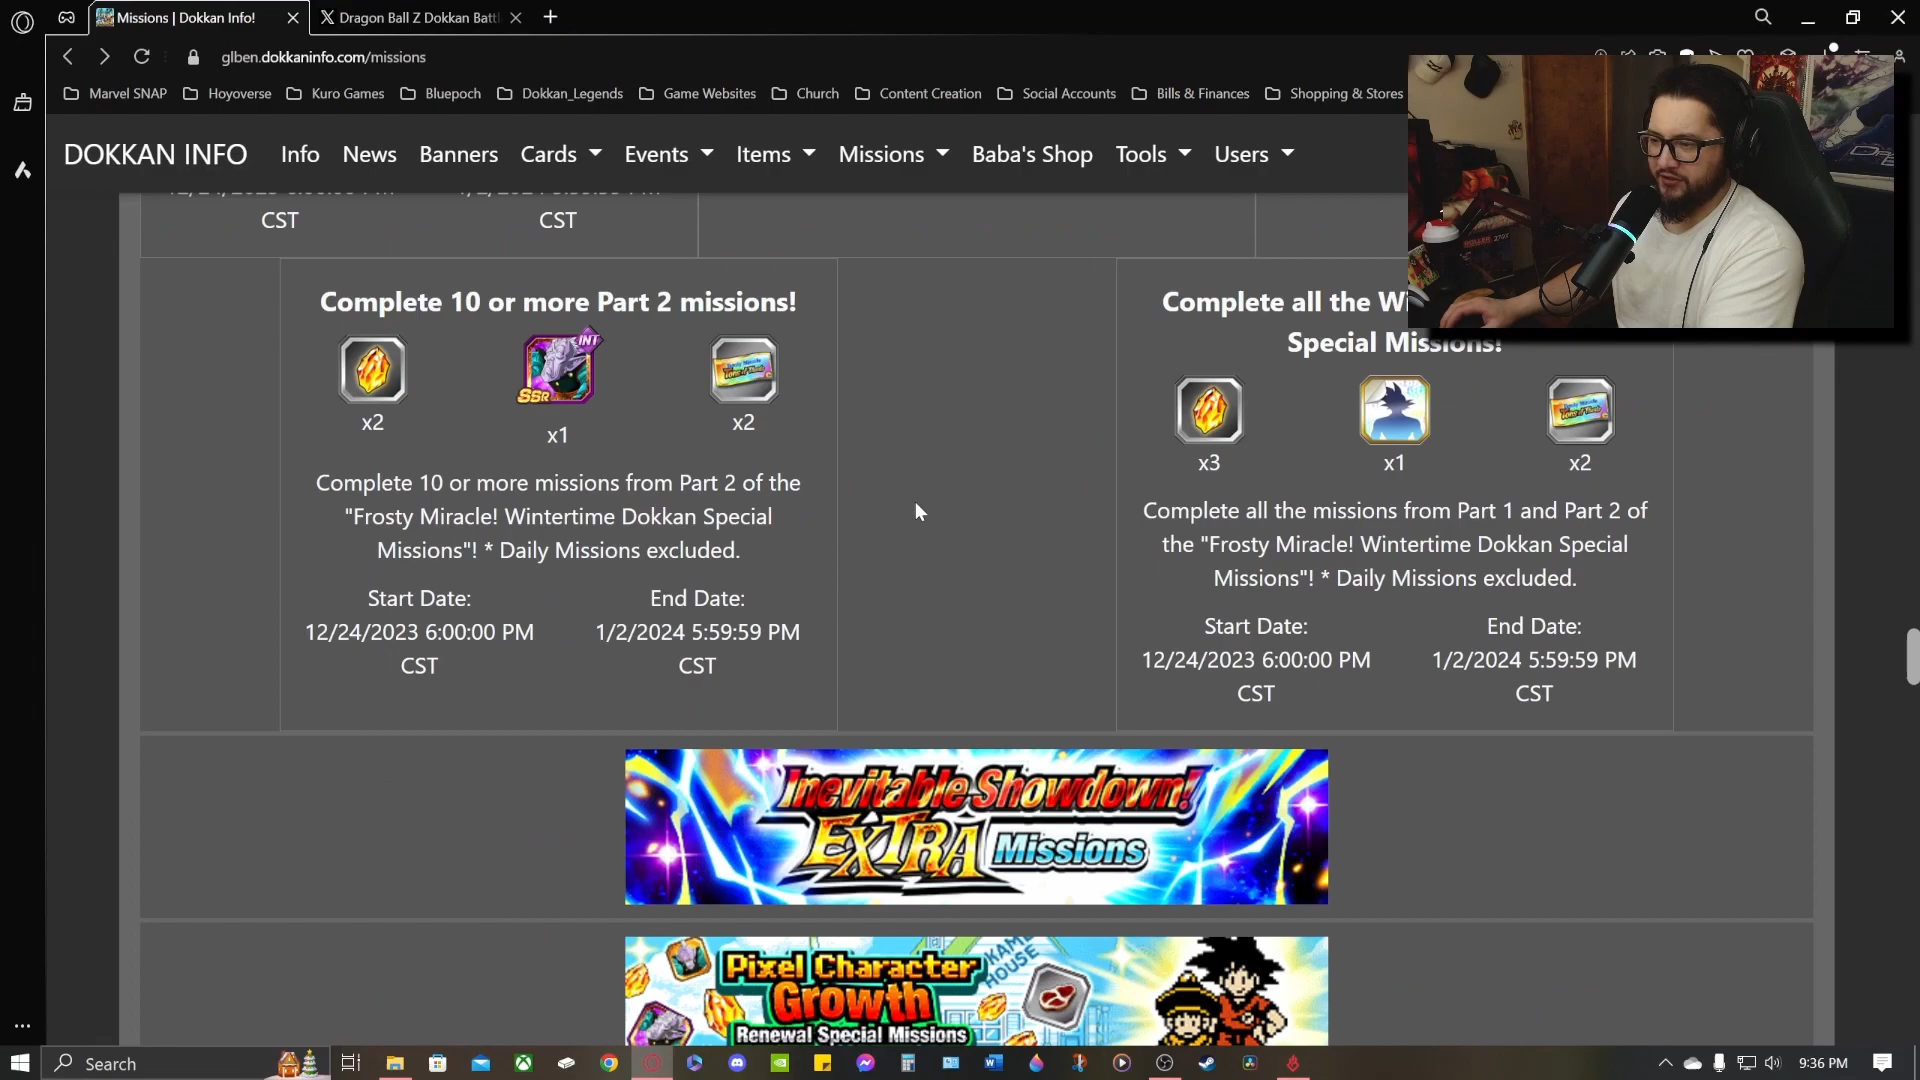 Missions | Dokkan Info!
Dragon Ball Z Dokkan Battl
glben.dokkaninfo.com/missions
Marvel SNAP
Hoyoverse
Kuro Games
Bluepoch
Dokkan_Legends
Game Websites
Church
Content Creation
Social Accounts
Bills & Finances
Shopping & Stores
DOKKAN INFO
Info
News
Banners
Cards
Events
Items
Missions
Baba's Shop
Tools
Users
CST
CST
Complete 10 or more Part 2 missions!
INT
SSR
x2
x1
x2
Complete 10 or more missions from Part 2 of the
"Frosty Miracle! Wintertime Dokkan Special
Missions"! * Daily Missions excluded.
Start Date:
End Date:
12/24/2023 6:00:00 PM
1/2/2024 5:59:59 PM
CST
CST
Complete all the Wi
Special Missions!
x3
x1
x2
Complete all the missions from Part 1 and Part 2 of
the "Frosty Miracle! Wintertime Dokkan Special
Missions"! * Daily Missions excluded.
Start Date:
End Date:
12/24/2023 6:00:00 PM
1/2/2024 5:59:59 PM
CST
CST
Inevitable Showdown!
EXTRA Missions
KAME
HOUSE
Pixel Character
Growth
Renewal Special Missions
Search
9:36 PM